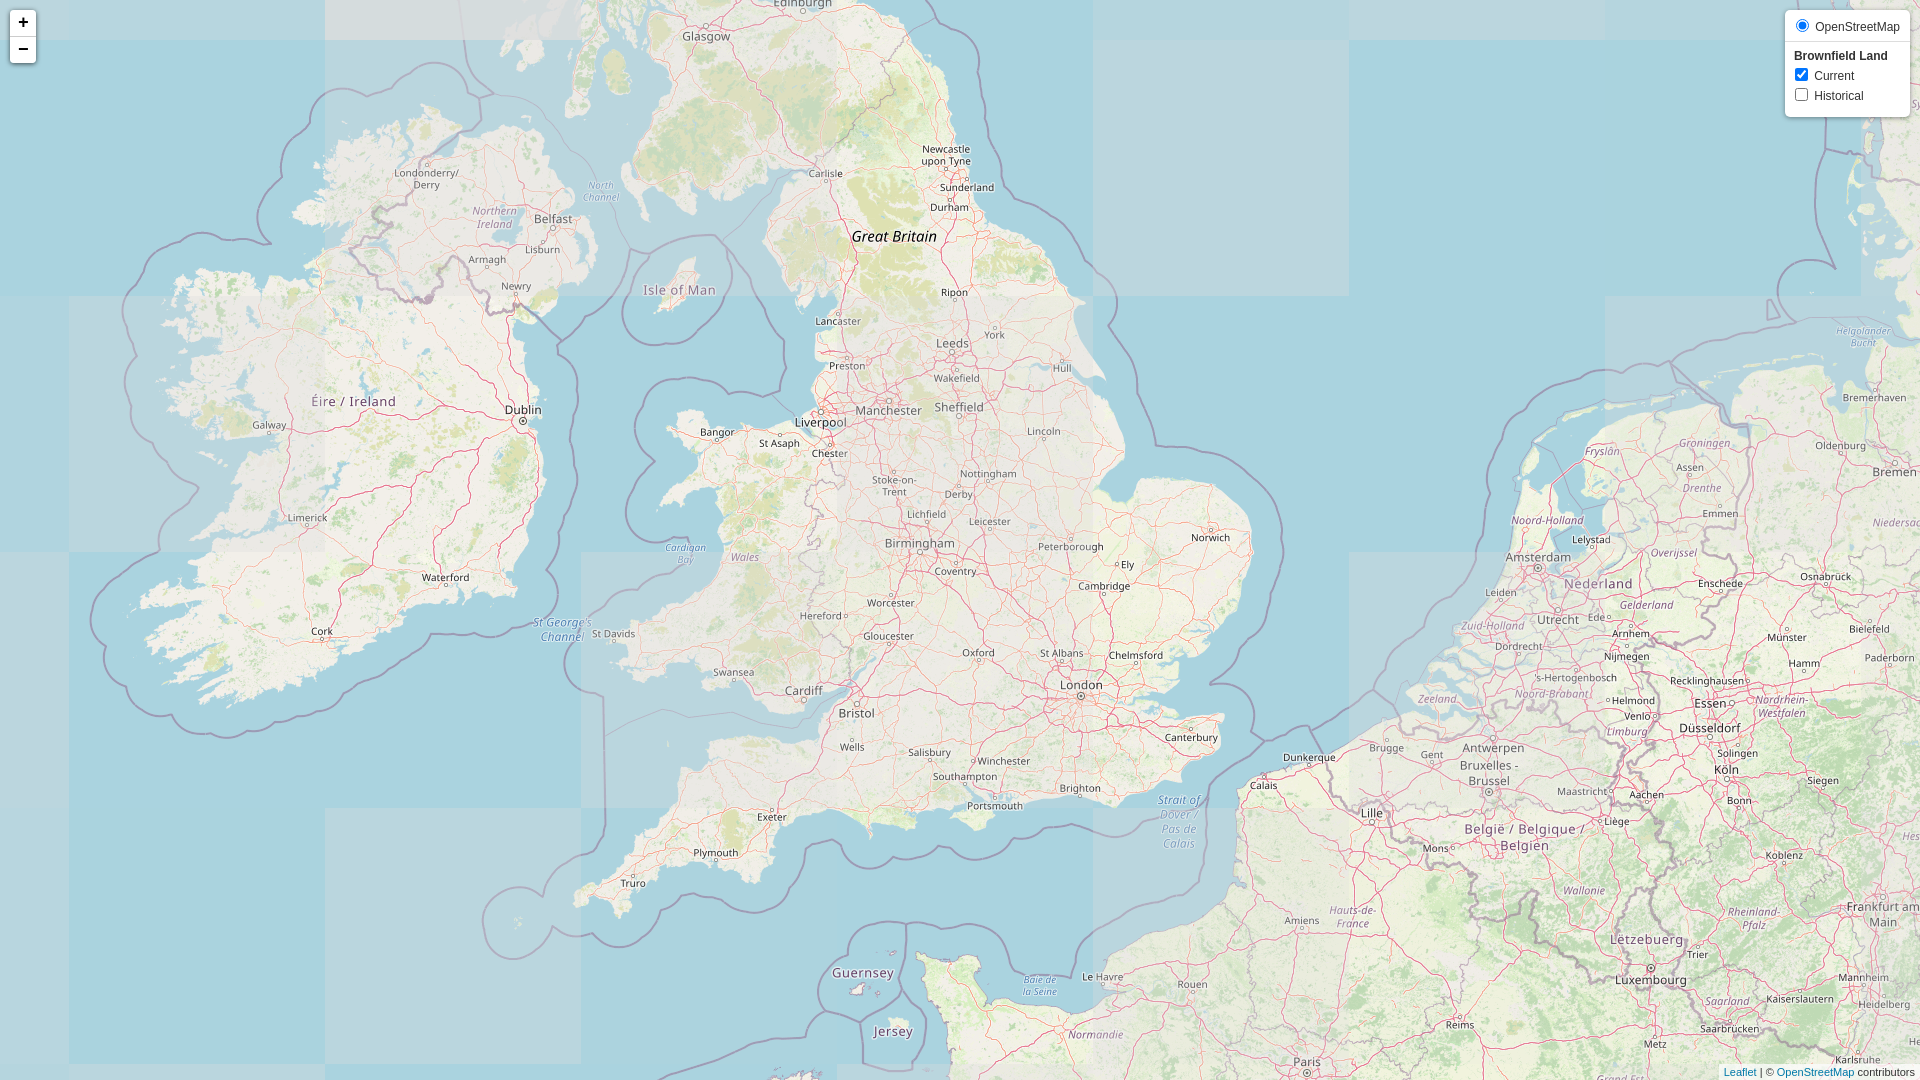 +
−
OpenStreetMap
Brownfield Land
Current
Historical
Edinburgh
Glasgow
Newcastle
upon Tyne
Londonderry/
Derry
Carlisle
North
Channel
Sunderland
Durham
Northern
Ireland
Belfast
Great Britain
Lisburn
Armagh
Newry
Isle of Man
Ripon
Lancaster
York
Helgoländer
Bucht
Leeds
Preston
Hull
Wakefield
Éire / Ireland
Bremerhaven
Dublin
Manchester
Sheffield
Liverpool
Galway
Bangor
Lincoln
St Asaph
Groningen
Oldenburg
Chester
Fryslân
Assen
Bremen
Nottingham
Stoke-on-
Trent
Drenthe
Derby
Limerick
Lichfield
Leicester
Emmen
Noord-Holland
Niedersac
Norwich
Lelystad
Birmingham
Peterborough
Cardigan
Bay
Wales
Amsterdam
Overijssel
Ely
Coventry
Waterford
Cambridge
Nederland
Enschede
Osnabrück
Leiden
Worcester
Gelderland
Hereford
Utrecht
Ede
St George's
Channel
Cork
St Davids
Gloucester
Zuid-Holland
Arnhem
Münster
Bielefeld
Dordrecht
Oxford
St Albans
Chelmsford
Nijmegen
Hamm
Paderborn
Swansea
's-Hertogenbosch
Recklinghausen
Cardiff
London
Zeeland
Noord-Brabant
Helmond
Essen
Nordrhein-
Westfalen
Bristol
Venlo
Düsseldorf
Limburg
Canterbury
Wells
Salisbury
Brugge
Gent
Antwerpen
Winchester
Dunkerque
Bruxelles -
Brussel
Solingen
Southampton
Köln
Calais
Brighton
Maastricht
Siegen
Portsmouth
Aachen
Bonn
Strait of
Dover /
Pas de
Calais
Exeter
Lille
Liège
België / Belgique /
Belgien
Mons
Plymouth
Koblenz
Truro
Wallonie
Hauts-de-
France
Amiens
Rheinland-
Pfalz
Frankfurt am
Main
Lëtzebuerg
Trier
Guernsey
Baie de
la Seine
Le Havre
Rouen
Luxembourg
Mannheim
Saarland
Kaiserslautern
Heidelberg
Jersey
Normandie
Reims
Saarbrücken
Metz
Paris
Karlsruhe
Grand Est
Leaflet | © OpenStreetMap contributors